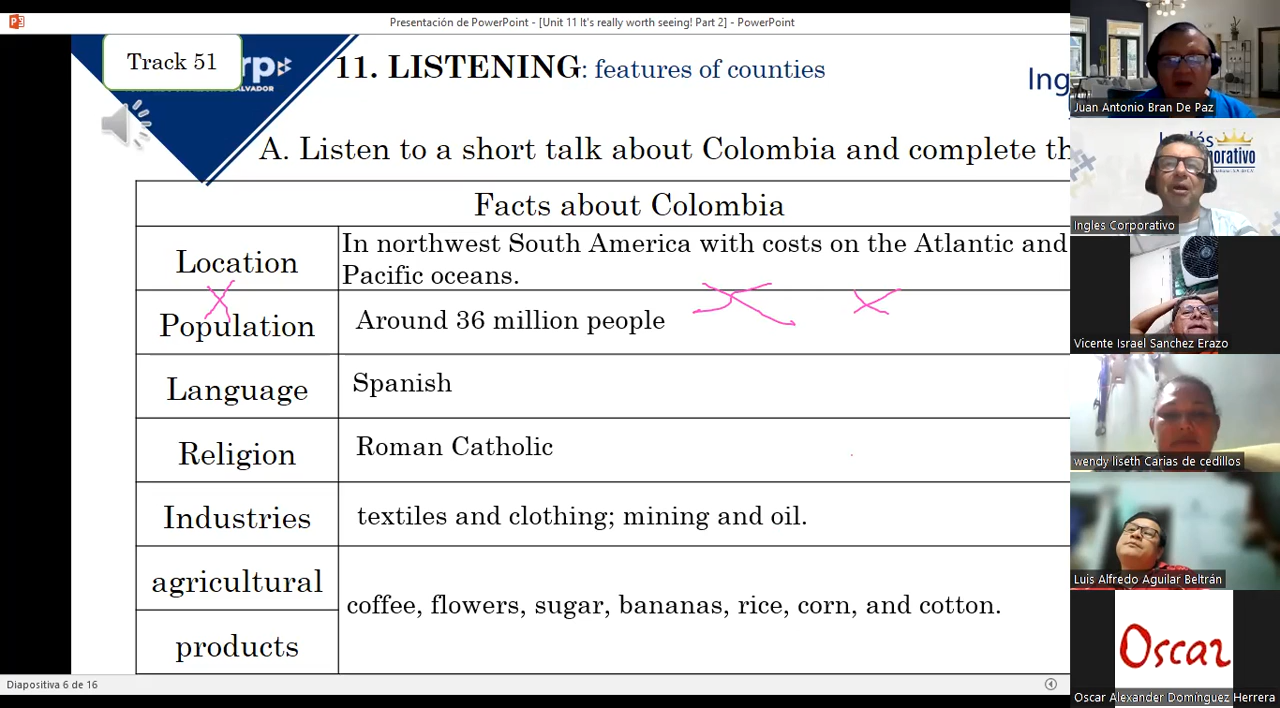 Presentación de PowerPoint - [Unit 11 It's really worth seeing! Part 2] - PowerPoint
Track 51
rp
SALVADOR
11. LISTENING: features of counties
Ing
A. Listen to a short talk about Colombia and complete th
Facts about Colombia
Location
In northwest South America with costs on the Atlantic and
Pacific oceans.
Population
Around 36 million people
Language
Spanish
Religion
Roman Catholic
Industries
textiles and clothing; mining and oil.
agricultural
products
coffee, flowers, sugar, bananas, rice, corn, and cotton.
Diapositiva 6 de 16
Juan Antonio Bran De Paz
Inglés
porativo
Ingles Corporativo
Vicente Israel Sanchez Erazo
wendy liseth Carias de cedillos
Luis Alfredo Aguilar Beltrán
Oscar
Oscar Alexander Domínguez Herrera